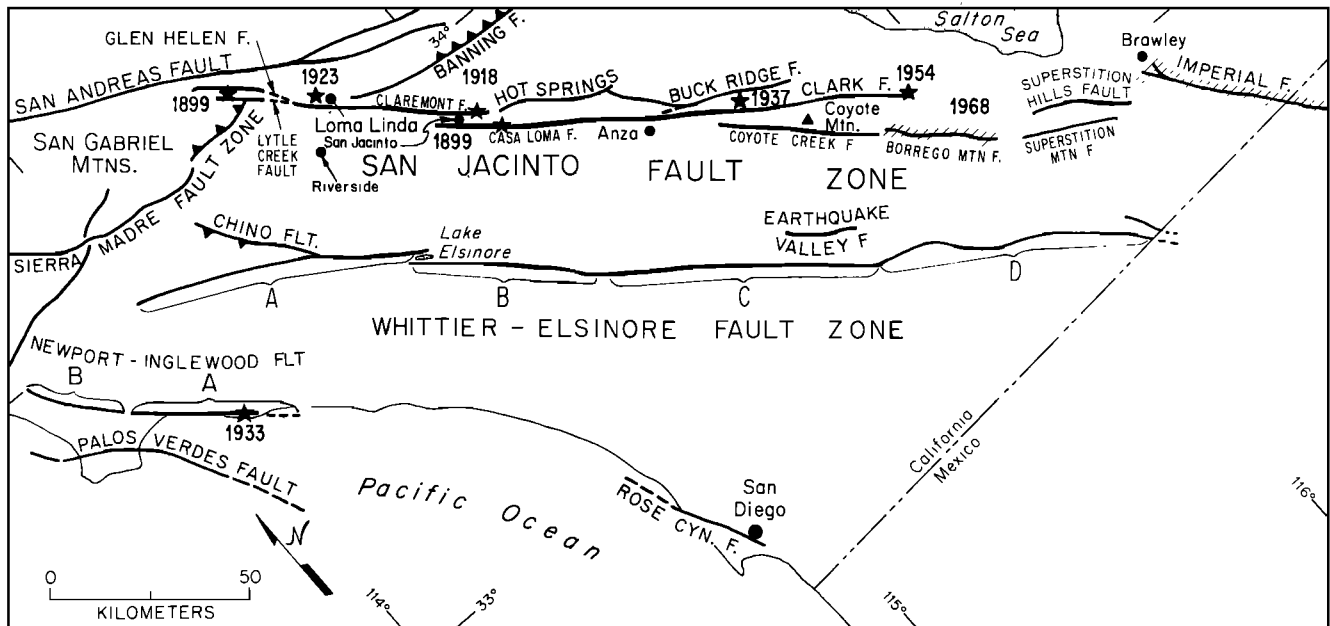 GLEN HELEN F.
SAN ANDREAS FAULT
34°
BANNING F.
Salton
Sea
Brawley
IMPERIAL F.
1899
1923
1918
CLAREMONT F.
HOT SPRINGS
BUCK RIDGE F.
1937
CLARK F.
1954
SUPERSTITION
HILLS FAULT
SAN GABRIEL
MTNS.
LYTLE
CREEK
FAULT
Loma Linda
San Jacinto
1899
CASA LOMA F.
Anza
Coyote
Mtn.
COYOTE CREEK F
1968
BORREGO MTN F.
SUPERSTITION
MTN F
Riverside
SAN JACINTO FAULT ZONE
SIERRA MADRE FAULT ZONE
CHINO FLT.
Lake
Elsinore
EARTHQUAKE
VALLEY F
A
B
C
D
WHITTIER - ELSINORE FAULT ZONE
NEWPORT - INGLEWOOD FLT
B
A
1933
PALOS VERDES FAULT
California
Mexico
Pacific Ocean
ROSE CYN. F.
San
Diego
116°
N
0 50
KILOMETERS
114°
33°
115°